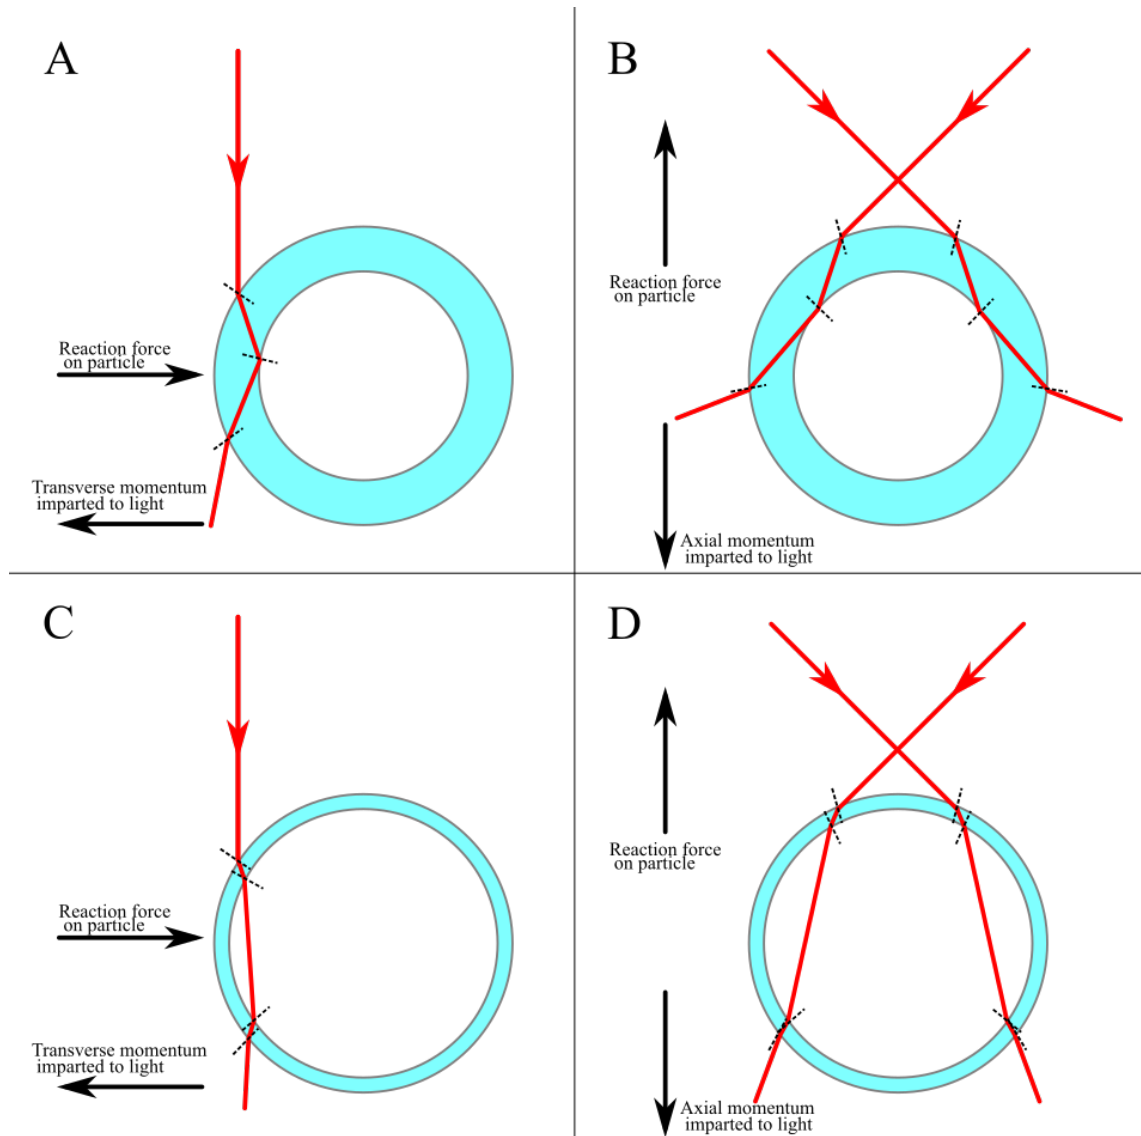 A
B
Reaction force
on particle
Reaction force
on particle
Transverse momentum
imparted to light
Axial momentum
imparted to light
C
D
Reaction force
on particle
Reaction force
on particle
Transverse momentum
imparted to light
Axial momentum
imparted to light